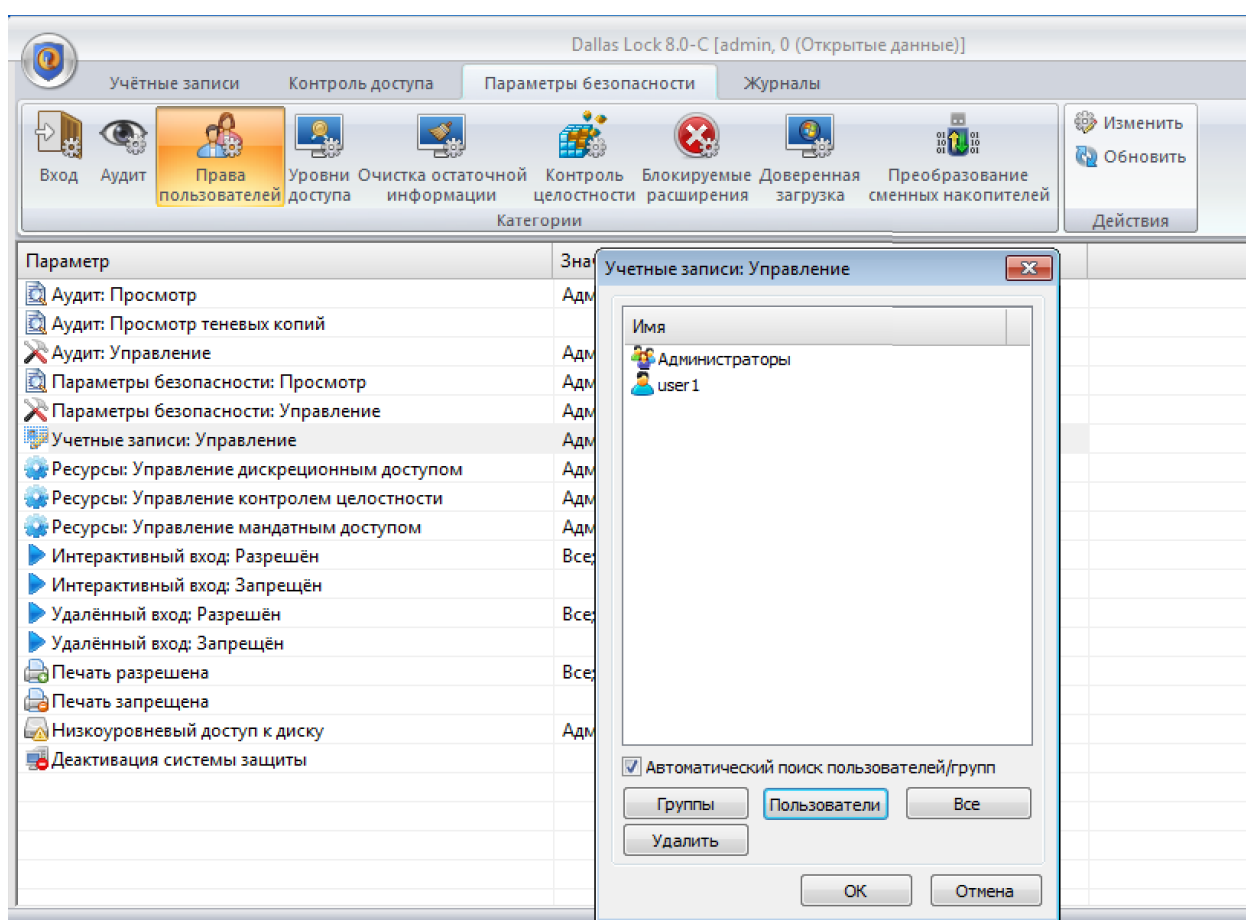 Dallas Lock 8.0-C [admin, 0 (Открытые данные)]
Учётные записи Контроль доступа Параметры безопасности Журналы
Вход Аудит Права пользователей Уровни доступа Очистка остаточной информации Контроль целостности Блокируемые расширения Доверенная загрузка Преобразование сменных накопителей
Изменить
Обновить
Категории Действия
Параметр Зна
Аудит: Просмотр Адм
Аудит: Просмотр теневых копий
Аудит: Управление Адм
Параметры безопасности: Просмотр Адм
Параметры безопасности: Управление Адм
Учетные записи: Управление Адм
Ресурсы: Управление дискреционным доступом Адм
Ресурсы: Управление контролем целостности Адм
Ресурсы: Управление мандатным доступом Адм
Интерактивный вход: Разрешён Все;
Интерактивный вход: Запрещён
Удалённый вход: Разрешён Все;
Удалённый вход: Запрещён
Печать разрешена Все;
Печать запрещена
Низкоуровневый доступ к диску Адм
Деактивация системы защиты
Учетные записи: Управление
Имя
Администраторы
user1
Автоматический поиск пользователей/групп
Группы Пользователи Все
Удалить
ОК Отмена